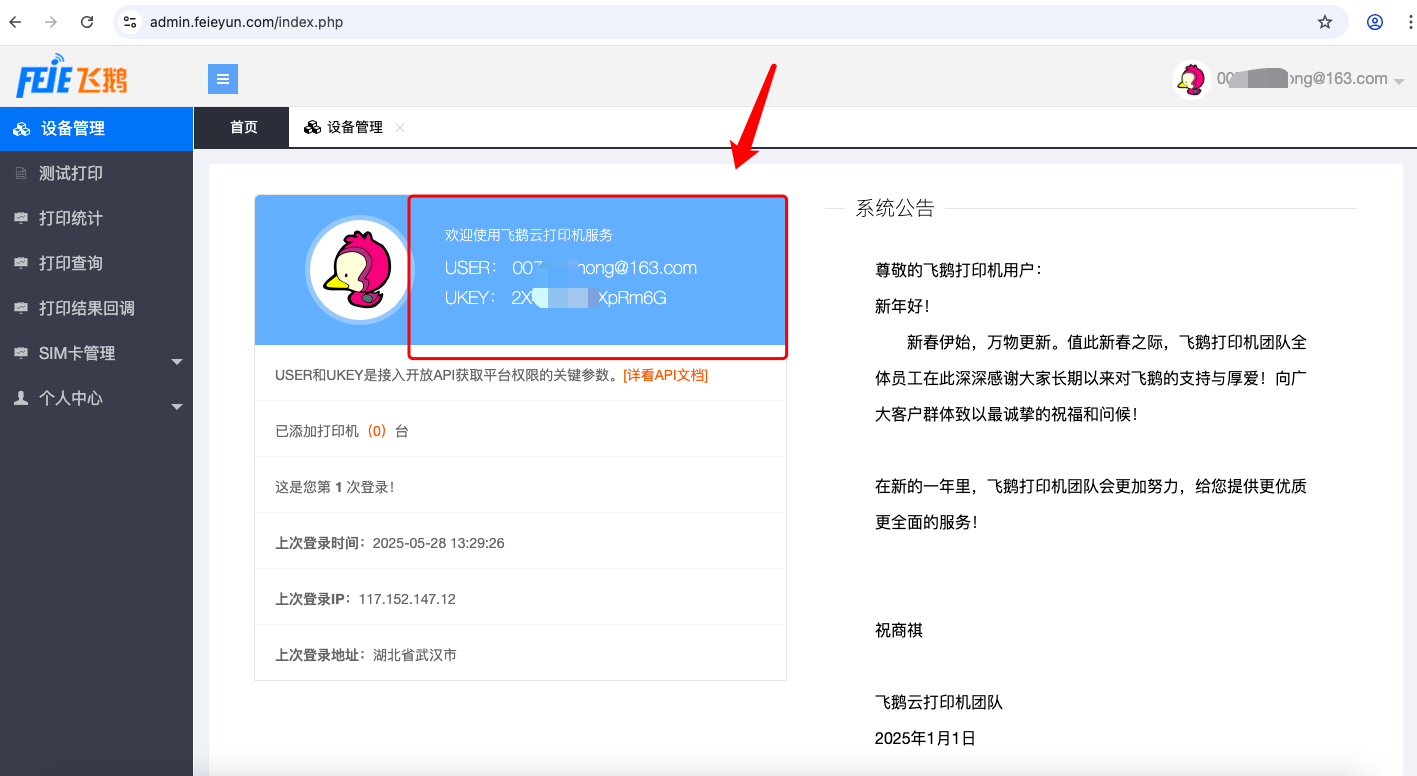 admin.feieyun.com/index.php
FEIE飞鹅
ong@163.com
设备管理
测试打印
打印统计
打印查询
打印结果回调
SIM卡管理
个人中心
首页
设备管理
欢迎使用飞鹅云打印机服务
USER： 007 hong@163.com
UKEY： 2X XpRm6G
USER和UKEY是接入开放API获取平台权限的关键参数。[详看API文档]
已添加打印机（0）台
这是您第 1 次登录！
上次登录时间：2025-05-28 13:29:26
上次登录IP：117.152.147.12
上次登录地址：湖北省武汉市
系统公告
尊敬的飞鹅打印机用户：
新年好！
新春伊始，万物更新。值此新春之际，飞鹅打印机团队全
体员工在此深深感谢大家长期以来对飞鹅的支持与厚爱！向广
大客户群体致以最诚挚的祝福和问候！
在新的一年里，飞鹅打印机团队会更加努力，给您提供更优质
更全面的服务！
祝商祺
飞鹅云打印机团队
2025年1月1日